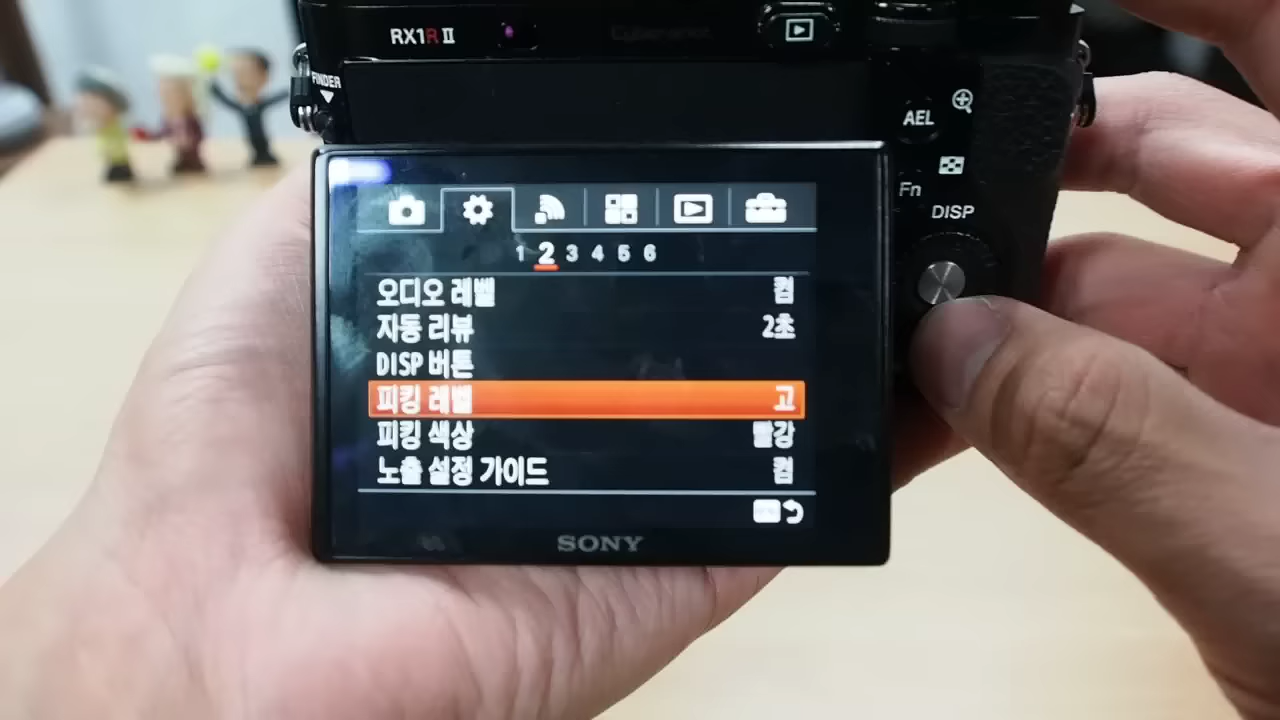 RX1R II
FINDER
AEL
Fn
DISP
1 2 3 4 5 6
오디오 레벨 컴
자동 리뷰 2초
DISP 버튼
피킹 레벨 고
피킹 색상 빨강
노출 설정 가이드 컴
SONY